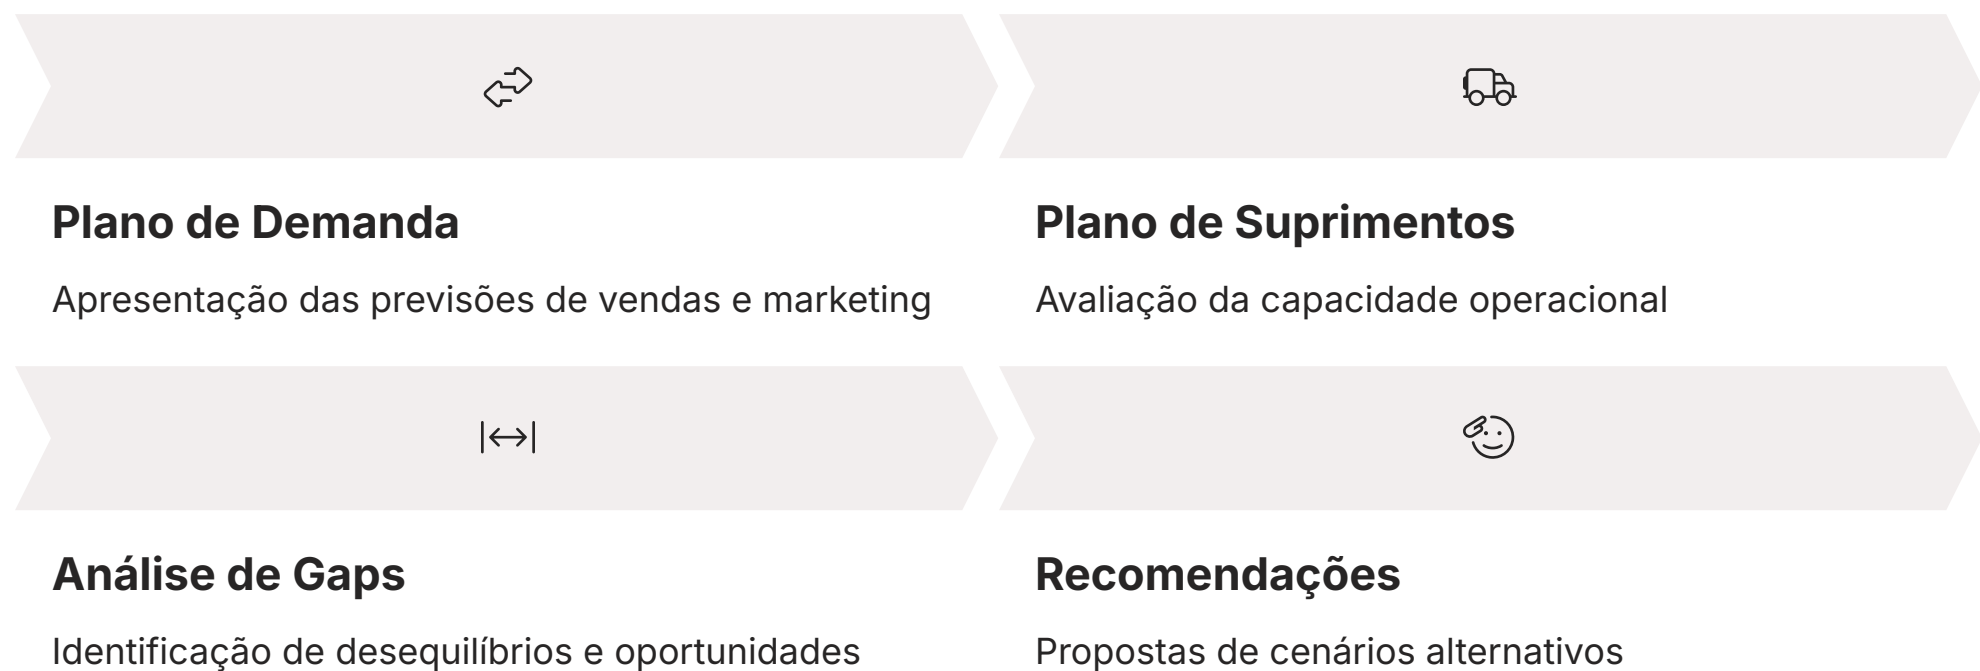 Plano de Demanda
Apresentação das previsões de vendas e marketing
Plano de Suprimentos
Avaliação da capacidade operacional
Análise de Gaps
Identificação de desequilíbrios e oportunidades
Recomendações
Propostas de cenários alternativos